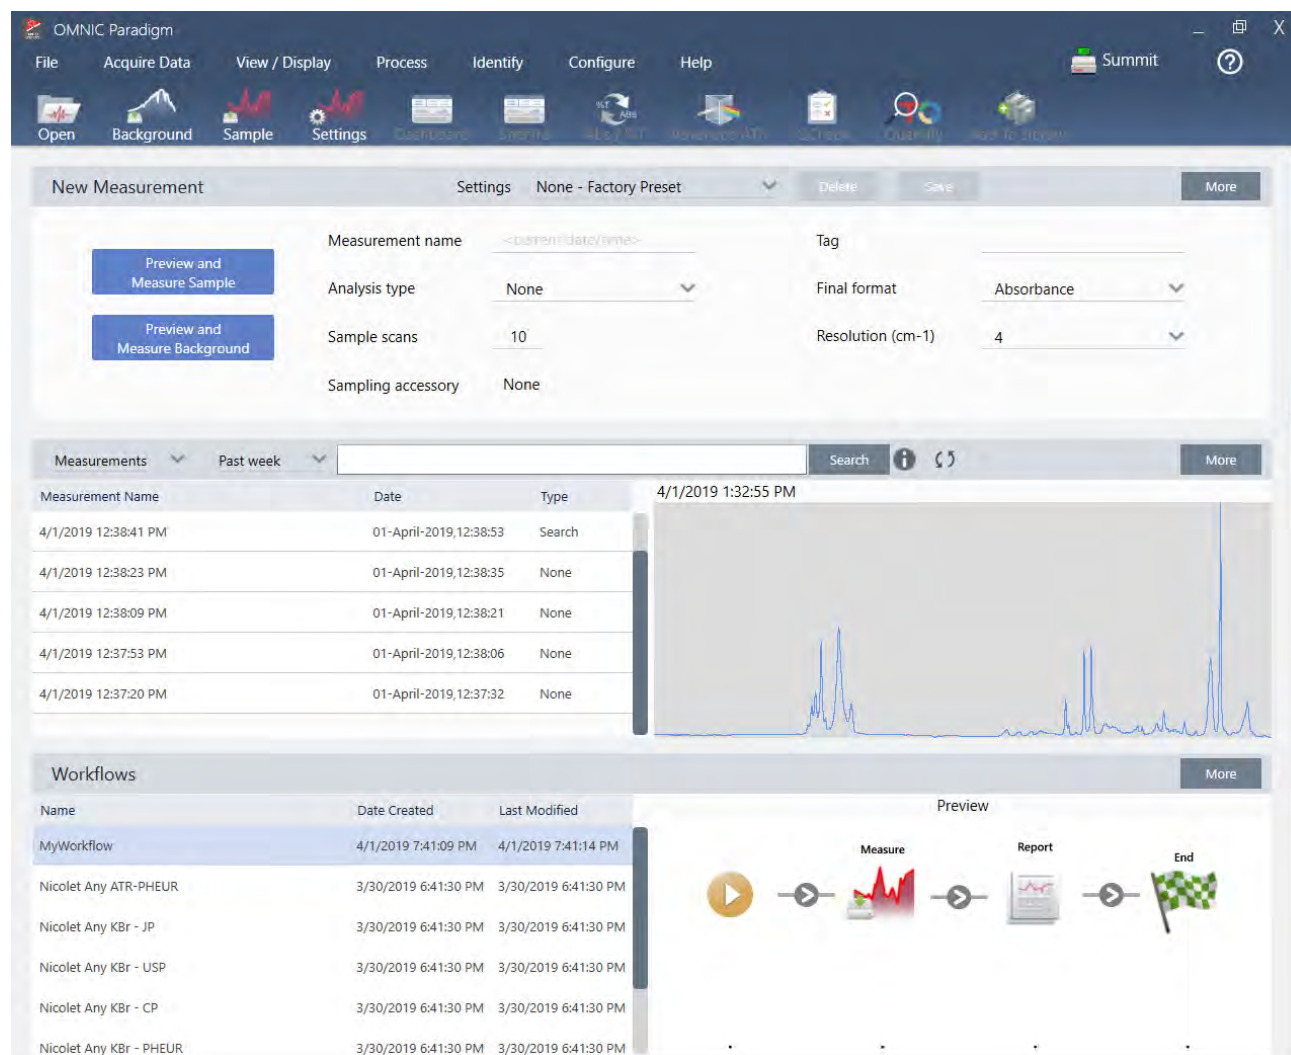 OMNIC Paradigm
File Acquire Data View / Display Process Identify Configure Help Summit
Open Background Sample Settings Dashboard Spectra Abs / %T Advanced ATR QCheck Quantify Add To Library
New Measurement Settings None - Factory Preset Delete Save More
Preview and
Measure Sample
Preview and
Measure Background
Measurement name <current date/time> Tag
Analysis type None Final format Absorbance
Sample scans 10 Resolution (cm-1) 4
Sampling accessory None
Measurements Past week Search More
Measurement Name Date Type 4/1/2019 1:32:55 PM
4/1/2019 12:38:41 PM 01-April-2019,12:38:53 Search
4/1/2019 12:38:23 PM 01-April-2019,12:38:35 None
4/1/2019 12:38:09 PM 01-April-2019,12:38:21 None
4/1/2019 12:37:53 PM 01-April-2019,12:38:06 None
4/1/2019 12:37:20 PM 01-April-2019,12:37:32 None
Workflows More
Name Date Created Last Modified Preview
MyWorkflow 4/1/2019 7:41:09 PM 4/1/2019 7:41:14 PM
Nicolet Any ATR-PHEUR 3/30/2019 6:41:30 PM 3/30/2019 6:41:30 PM
Nicolet Any KBr - JP 3/30/2019 6:41:30 PM 3/30/2019 6:41:30 PM
Nicolet Any KBr - USP 3/30/2019 6:41:30 PM 3/30/2019 6:41:30 PM
Nicolet Any KBr - CP 3/30/2019 6:41:30 PM 3/30/2019 6:41:30 PM
Nicolet Any KBr - PHEUR 3/30/2019 6:41:30 PM 3/30/2019 6:41:30 PM
Measure Report End